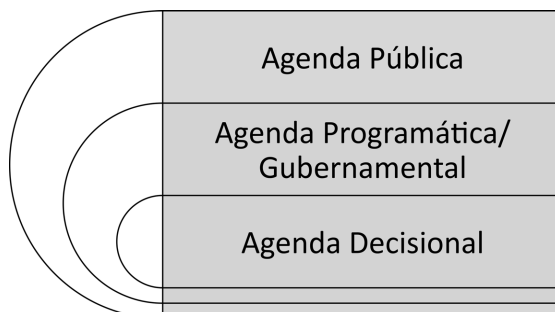 Agenda Pública
Agenda Programática/
Gubernamental
Agenda Decisional